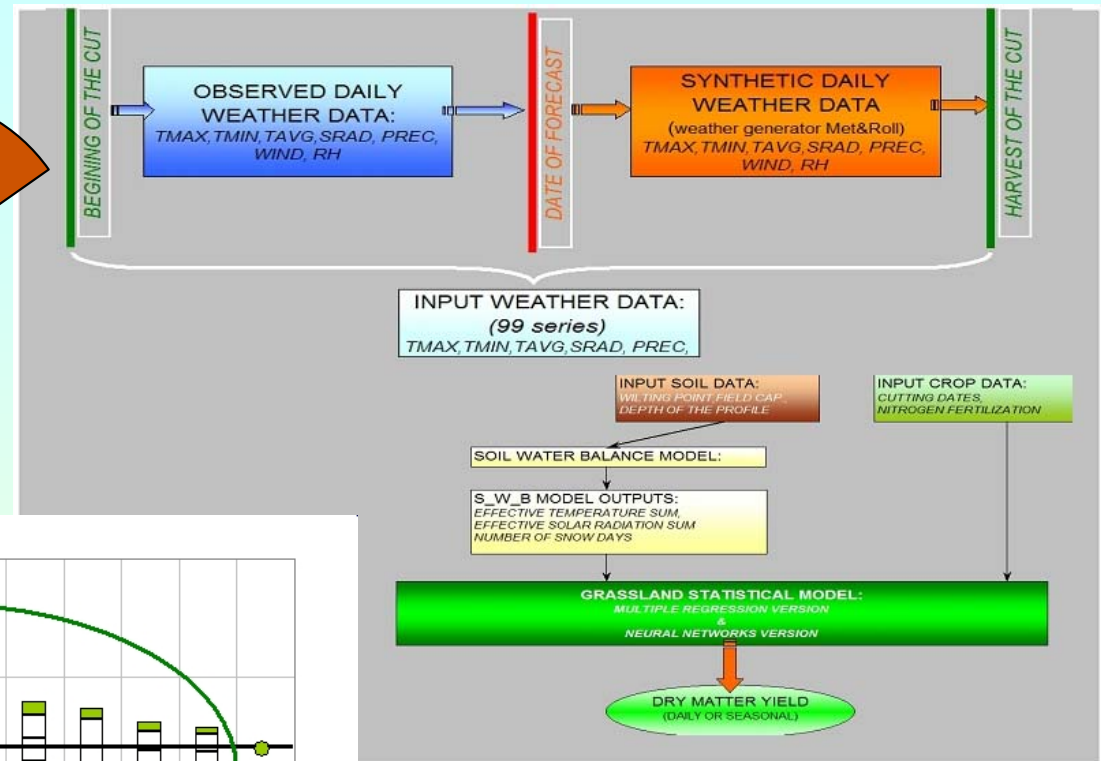 BEGINING OF THE CUT
OBSERVED DAILY
WEATHER DATA:
TMAX,TMIN,TAVG,SRAD, PREC,
WIND, RH
DATE OF FORECAST
SYNTHETIC DAILY
WEATHER DATA
(weather generator Met&Roll)
TMAX,TMIN,TAVG,SRAD, PREC,
WIND, RH
HARVEST OF THE CUT
INPUT WEATHER DATA:
(99 series)
TMAX,TMIN,TAVG,SRAD, PREC,
INPUT SOIL DATA:
WILTING POINT,FIELD CAP.,
DEPTH OF THE PROFILE
INPUT CROP DATA:
CUTTING DATES,
NITROGEN FERTILIZATION
SOIL WATER BALANCE MODEL:
S_W_B MODEL OUTPUTS:
EFFECTIVE TEMPERATURE SUM,
EFFECTIVE SOLAR RADIATION SUM
NUMBER OF SNOW DAYS
GRASSLAND STATISTICAL MODEL:
MULTIPLE REGRESSION VERSION
&
NEURAL NETWORKS VERSION
DRY MATTER YIELD
(DAILY OR SEASONAL)